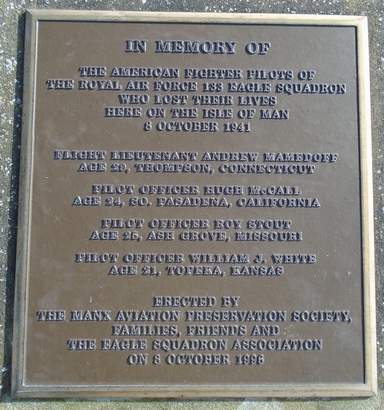 IN MEMORY OF
THE AMERICAN FIGHTER PILOTS OF
THE ROYAL AIR FORCE 133 EAGLE SQUADRON
WHO LOST THEIR LIVES
HERE ON THE ISLE OF MAN
8 OCTOBER 1941
FLIGHT LIEUTENANT ANDREW MAMEDOFF
AGE 29, THOMPSON, CONNECTICUT
PILOT OFFICER HUGH McCALL
AGE 24, SO. PASADENA, CALIFORNIA
PILOT OFFICER ROY STOUT
AGE 25, ASH GROVE, MISSOURI
PILOT OFFICER WILLIAM J. WHITE
AGE 21, TOPEKA, KANSAS
ERECTED BY
THE MANX AVIATION PRESERVATION SOCIETY,
FAMILIES, FRIENDS AND
THE EAGLE SQUADRON ASSOCIATION
ON 8 OCTOBER 1996